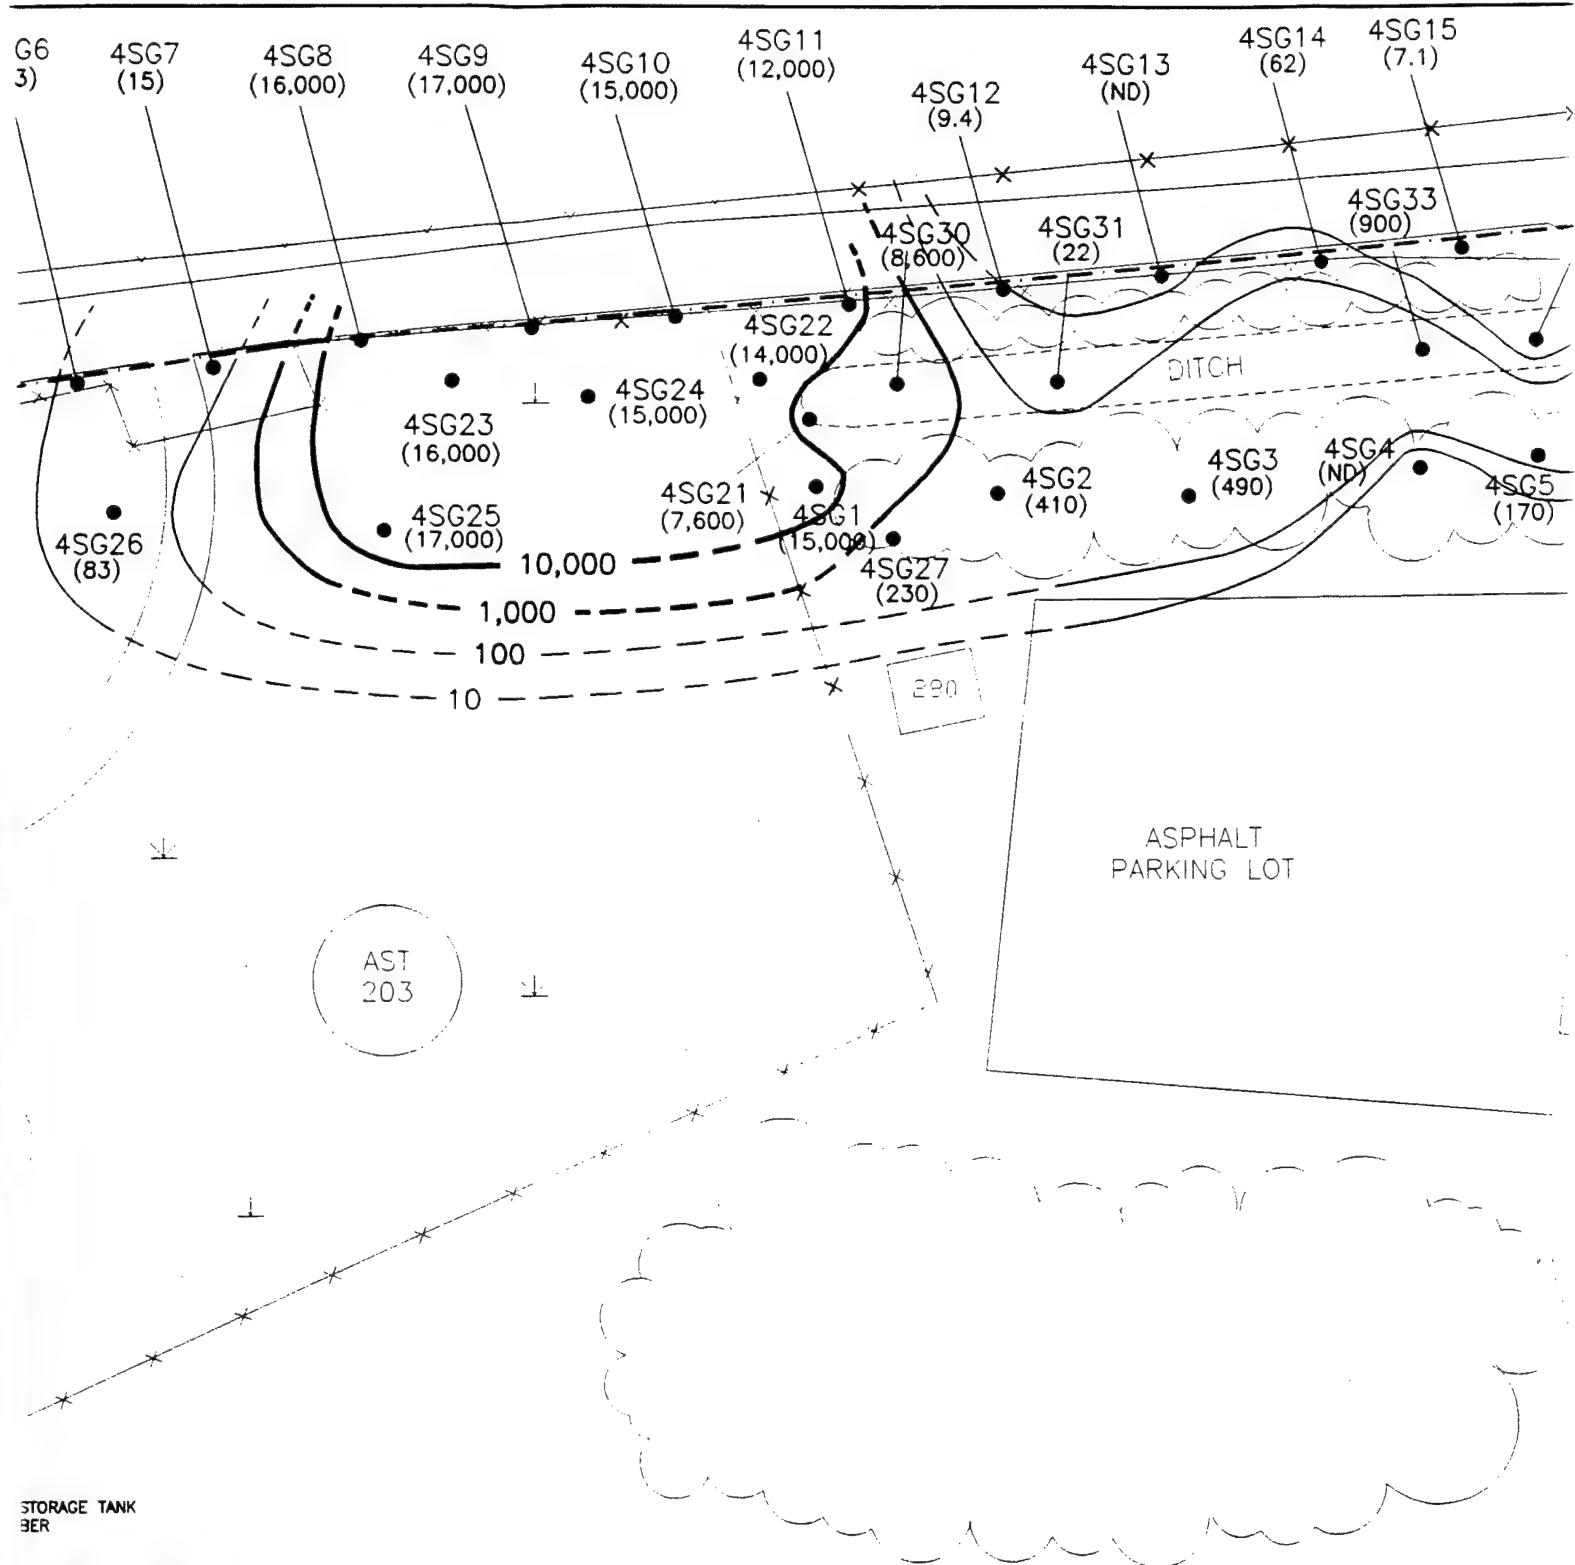 G6
3)
4SG7
(15)
4SG8
(16,000)
4SG9
(17,000)
4SG10
(15,000)
4SG11
(12,000)
4SG12
(9.4)
4SG13
(ND)
4SG14
(62)
4SG15
(7.1)
4SG30
(8,600)
4SG31
(22)
4SG33
(900)
4SG22
(14,000)
DITCH
4SG23
(16,000)
4SG24
(15,000)
4SG21
(7,600)
4SG1
(15,000)
4SG2
(410)
4SG3
(490)
4SG4
(ND)
4SG5
(170)
4SG25
(17,000)
4SG26
(83)
4SG27
(230)
10,000
1,000
100
10
290
ASPHALT
PARKING LOT
AST
203
STORAGE TANK
BER